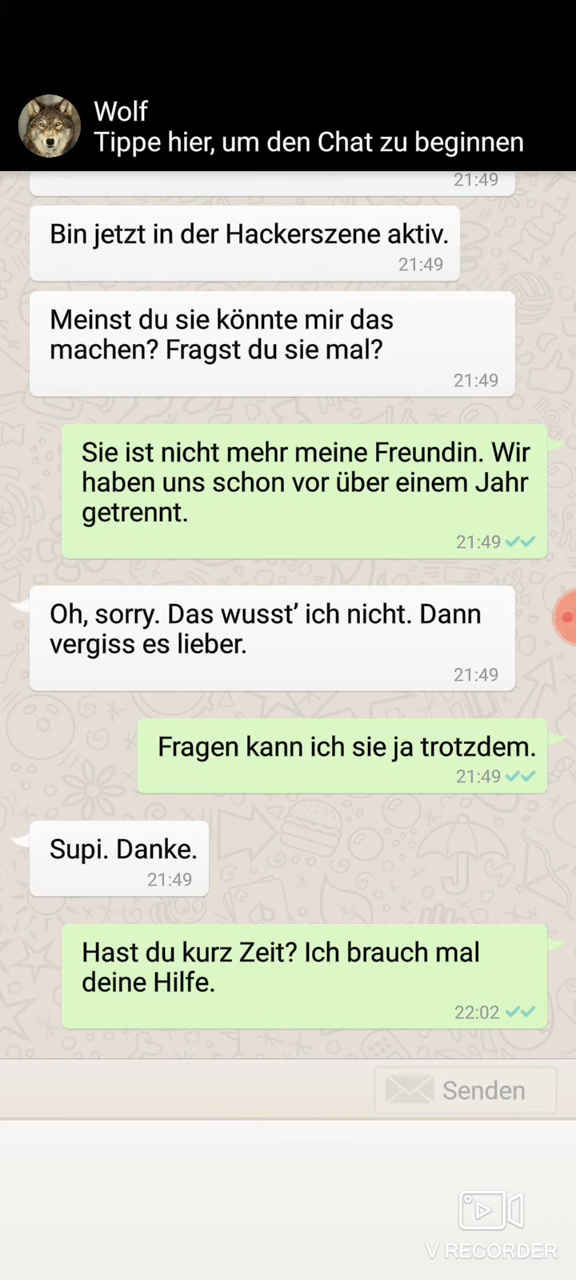 Wolf
Tippe hier, um den Chat zu beginnen
21:49
Bin jetzt in der Hackerszene aktiv.
21:49
Meinst du sie könnte mir das
machen? Fragst du sie mal?
21:49
Sie ist nicht mehr meine Freundin. Wir
haben uns schon vor über einem Jahr
getrennt.
21:49
Oh, sorry. Das wusst’ ich nicht. Dann
vergiss es lieber.
21:49
Fragen kann ich sie ja trotzdem.
21:49
Supi. Danke.
21:49
Hast du kurz Zeit? Ich brauch mal
deine Hilfe.
22:02
Senden
V RECORDER